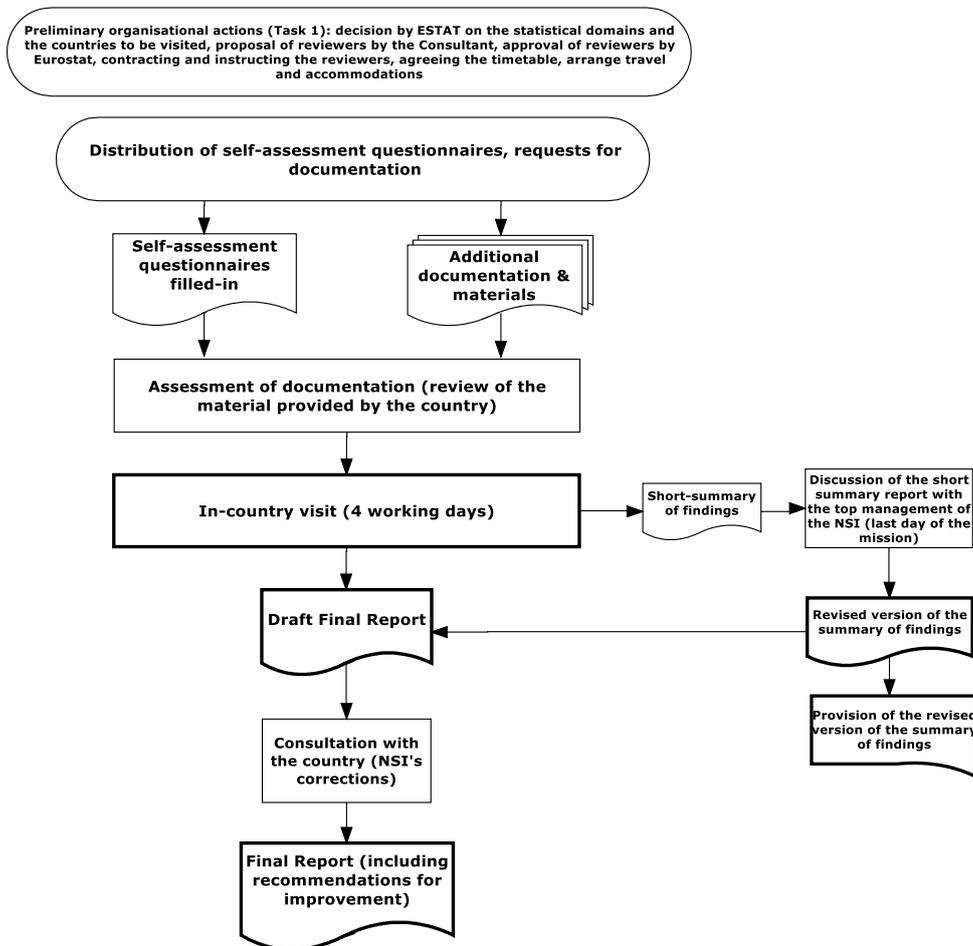 Preliminary organisational actions (Task 1): decision by ESTAT on the statistical domains and
the countries to be visited, proposal of reviewers by the Consultant, approval of reviewers by
Eurostat, contracting and instructing the reviewers, agreeing the timetable, arrange travel
and accommodations
Distribution of self-assessment questionnaires, requests for
documentation
Self-assessment
questionnaires
filled-in
Additional
documentation &
materials
Assessment of documentation (review of the
material provided by the country)
In-country visit (4 working days)
Short-summary
of findings
Discussion of the short
summary report with
the top management of
the NSI (last day of the
mission)
Draft Final Report
Revised version of the
summary of findings
Provision of the revised
version of the summary
of findings
Consultation with
the country (NSI's
corrections)
Final Report (including
recommendations for
improvement)